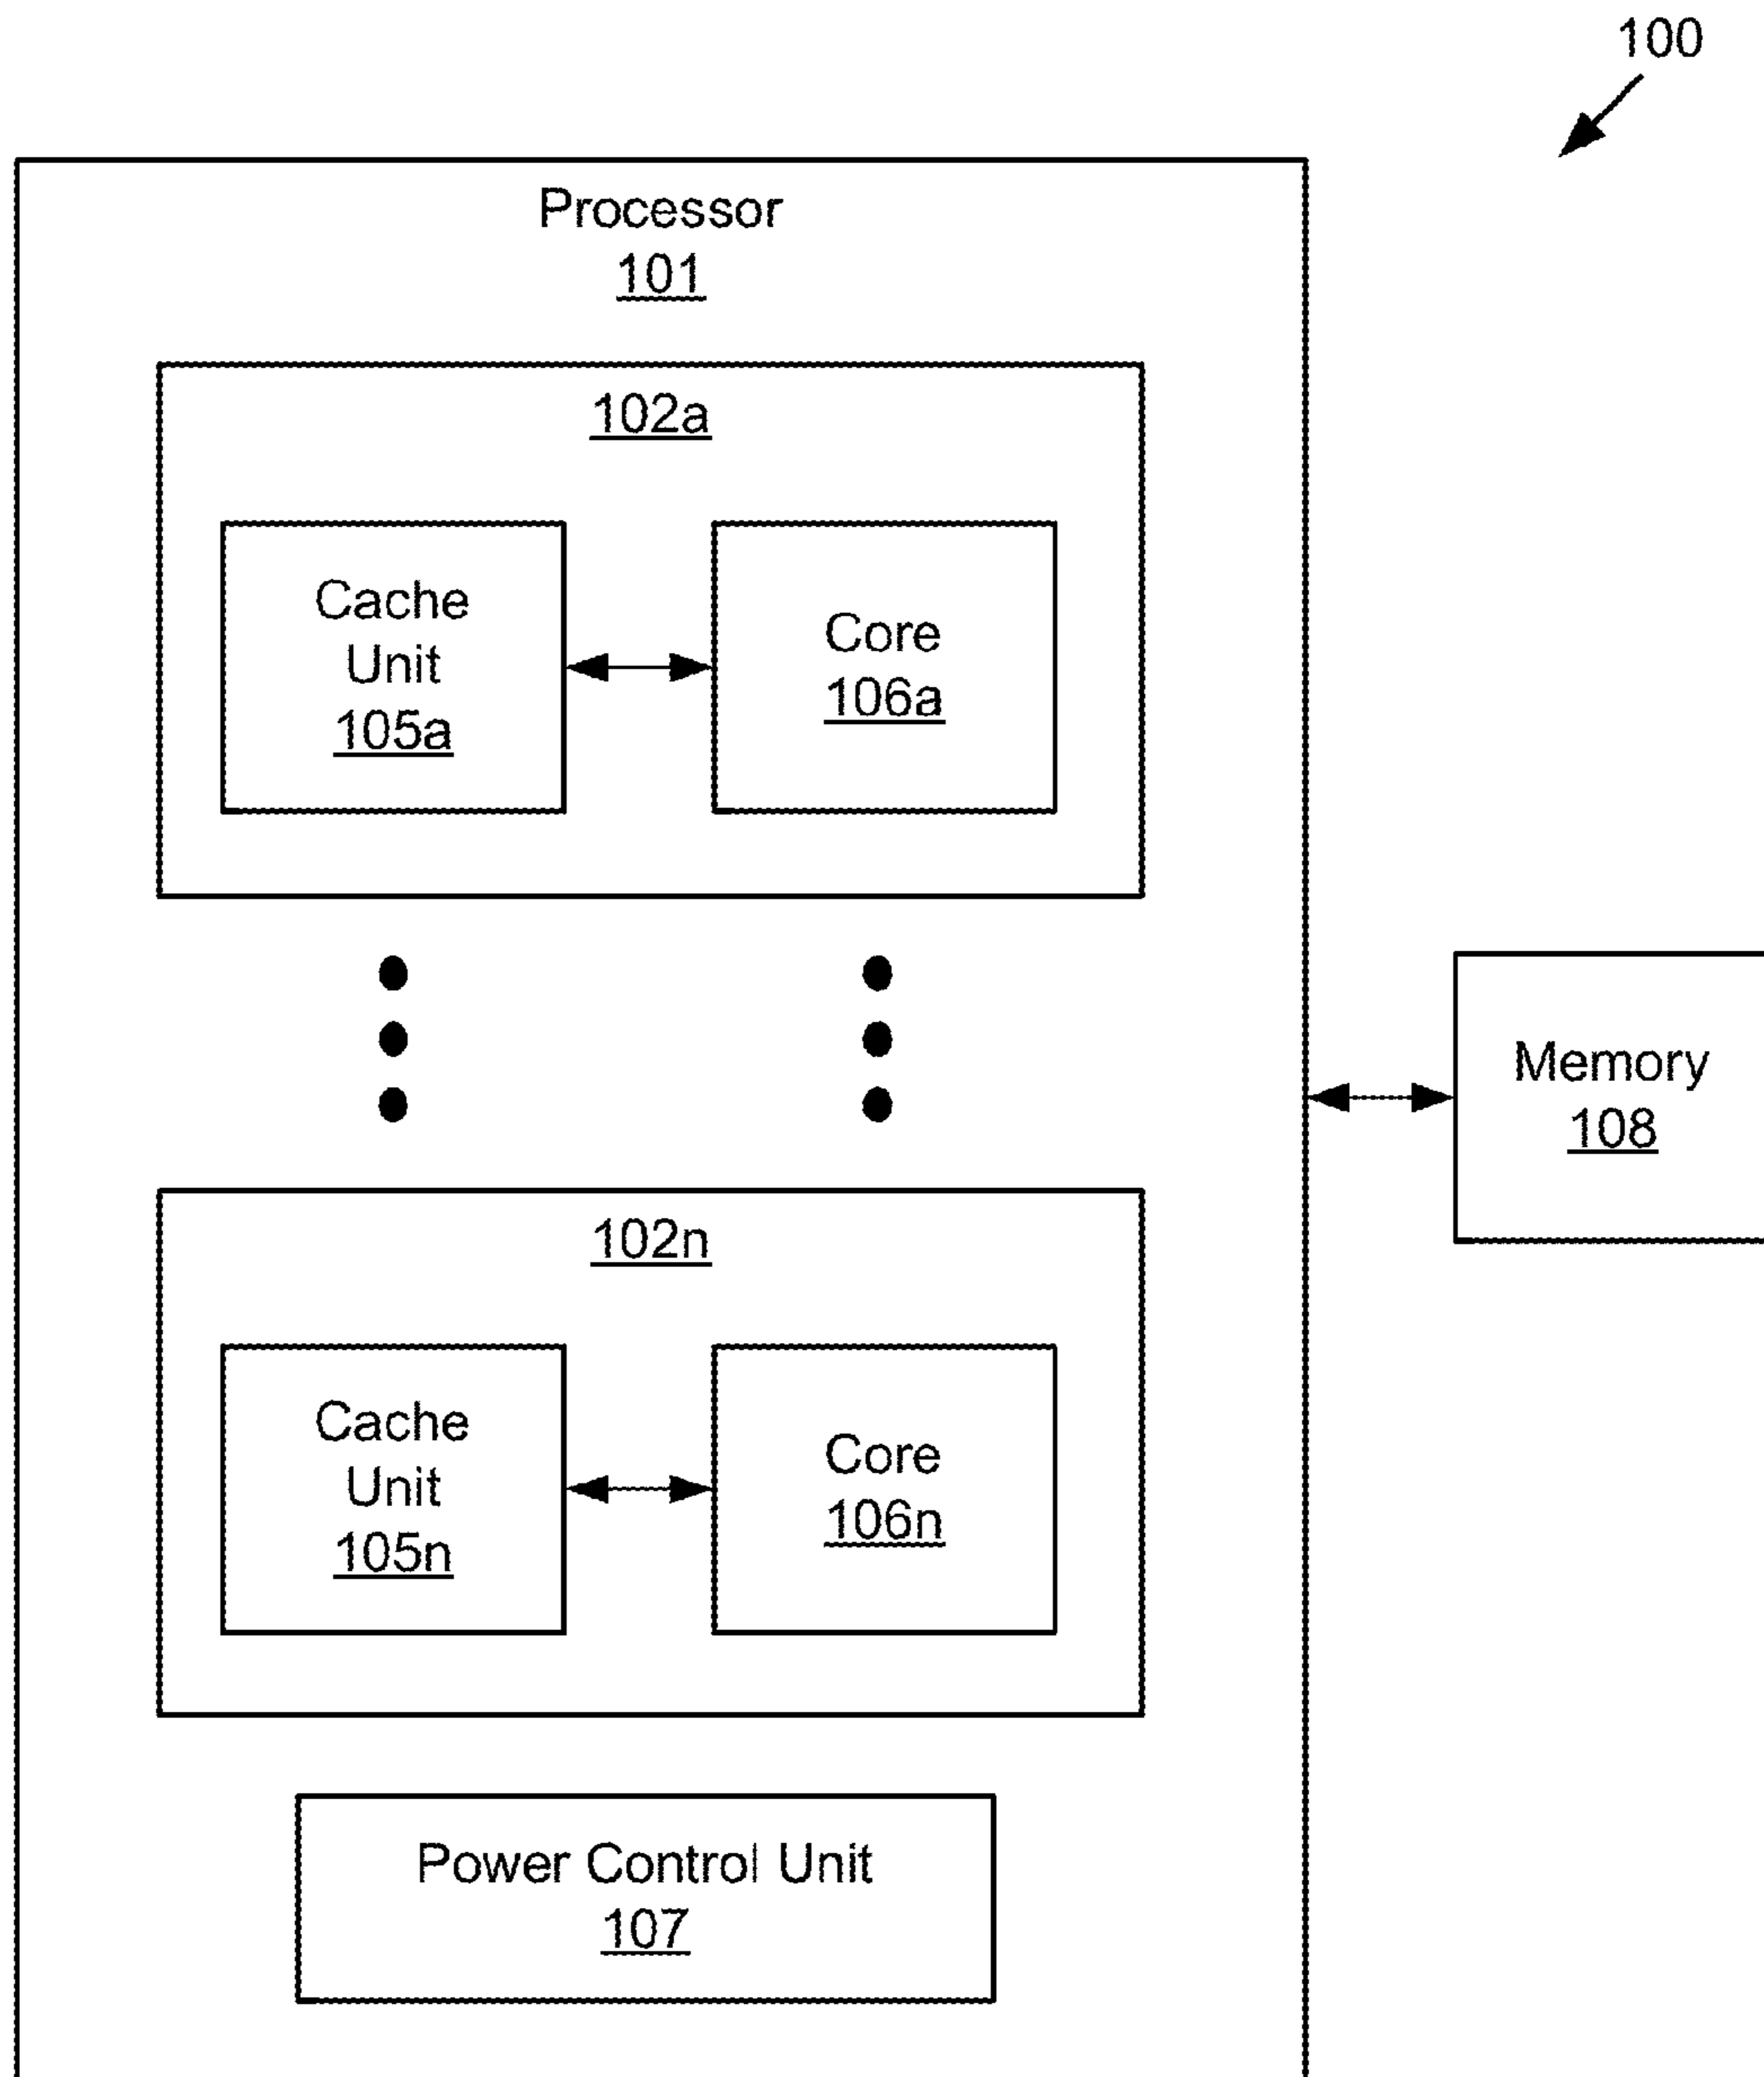 100
Processor
101
102a
Cache
Unit
105a
Core
106a
Memory
108
102n
Cache
Unit
105n
Core
106n
Power Control Unit
107